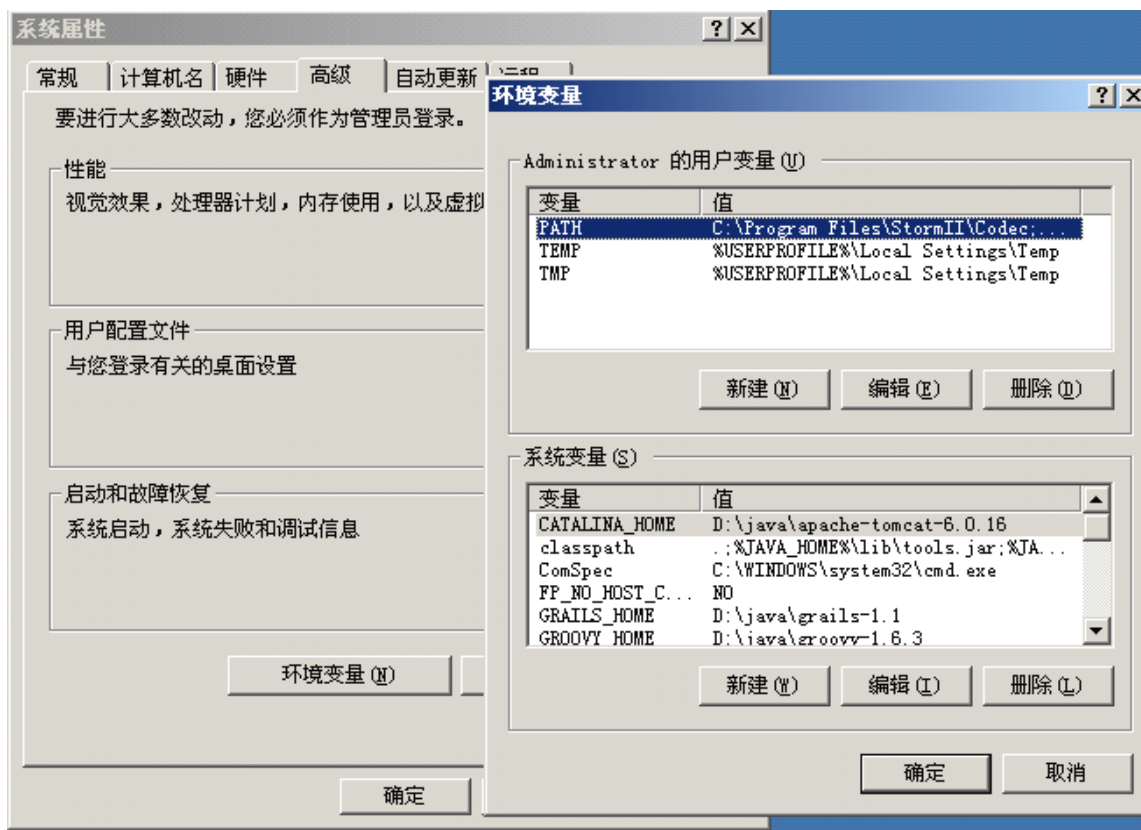 系统属性
常规 计算机名 硬件 高级 自动更新 远程
要进行大多数改动，您必须作为管理员登录。
性能
视觉效果，处理器计划，内存使用，以及虚拟
用户配置文件
与您登录有关的桌面设置
启动和故障恢复
系统启动，系统失败和调试信息
环境变量(N)
确定
环境变量
Administrator 的用户变量(U)
变量 值
PATH C:\Program Files\StormII\Codec;...
TEMP %USERPROFILE%\Local Settings\Temp
TMP %USERPROFILE%\Local Settings\Temp
新建(N) 编辑(E) 删除(D)
系统变量(S)
变量 值
CATALINA_HOME D:\java\apache-tomcat-6.0.16
classpath .;%JAVA_HOME%\lib\tools.jar;%JA...
ComSpec C:\WINDOWS\system32\cmd.exe
FP_NO_HOST_C... NO
GRAILS_HOME D:\java\grails-1.1
GROOVY_HOME D:\java\groovy-1.6.3
新建(W) 编辑(I) 删除(L)
确定 取消